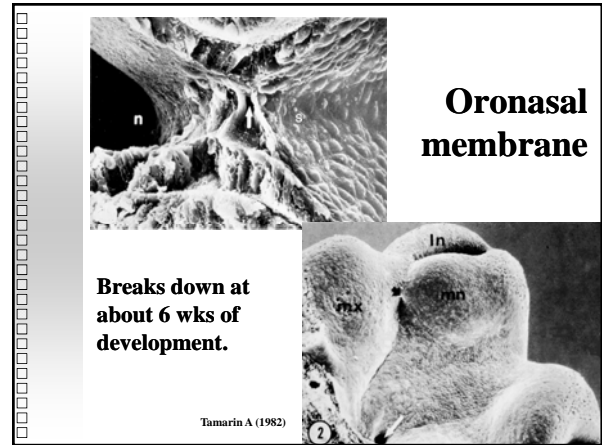 n
s
Oronasal
membrane
ln
mx
mn
Breaks down at
about 6 wks of
development.
Tamarin A (1982)
2